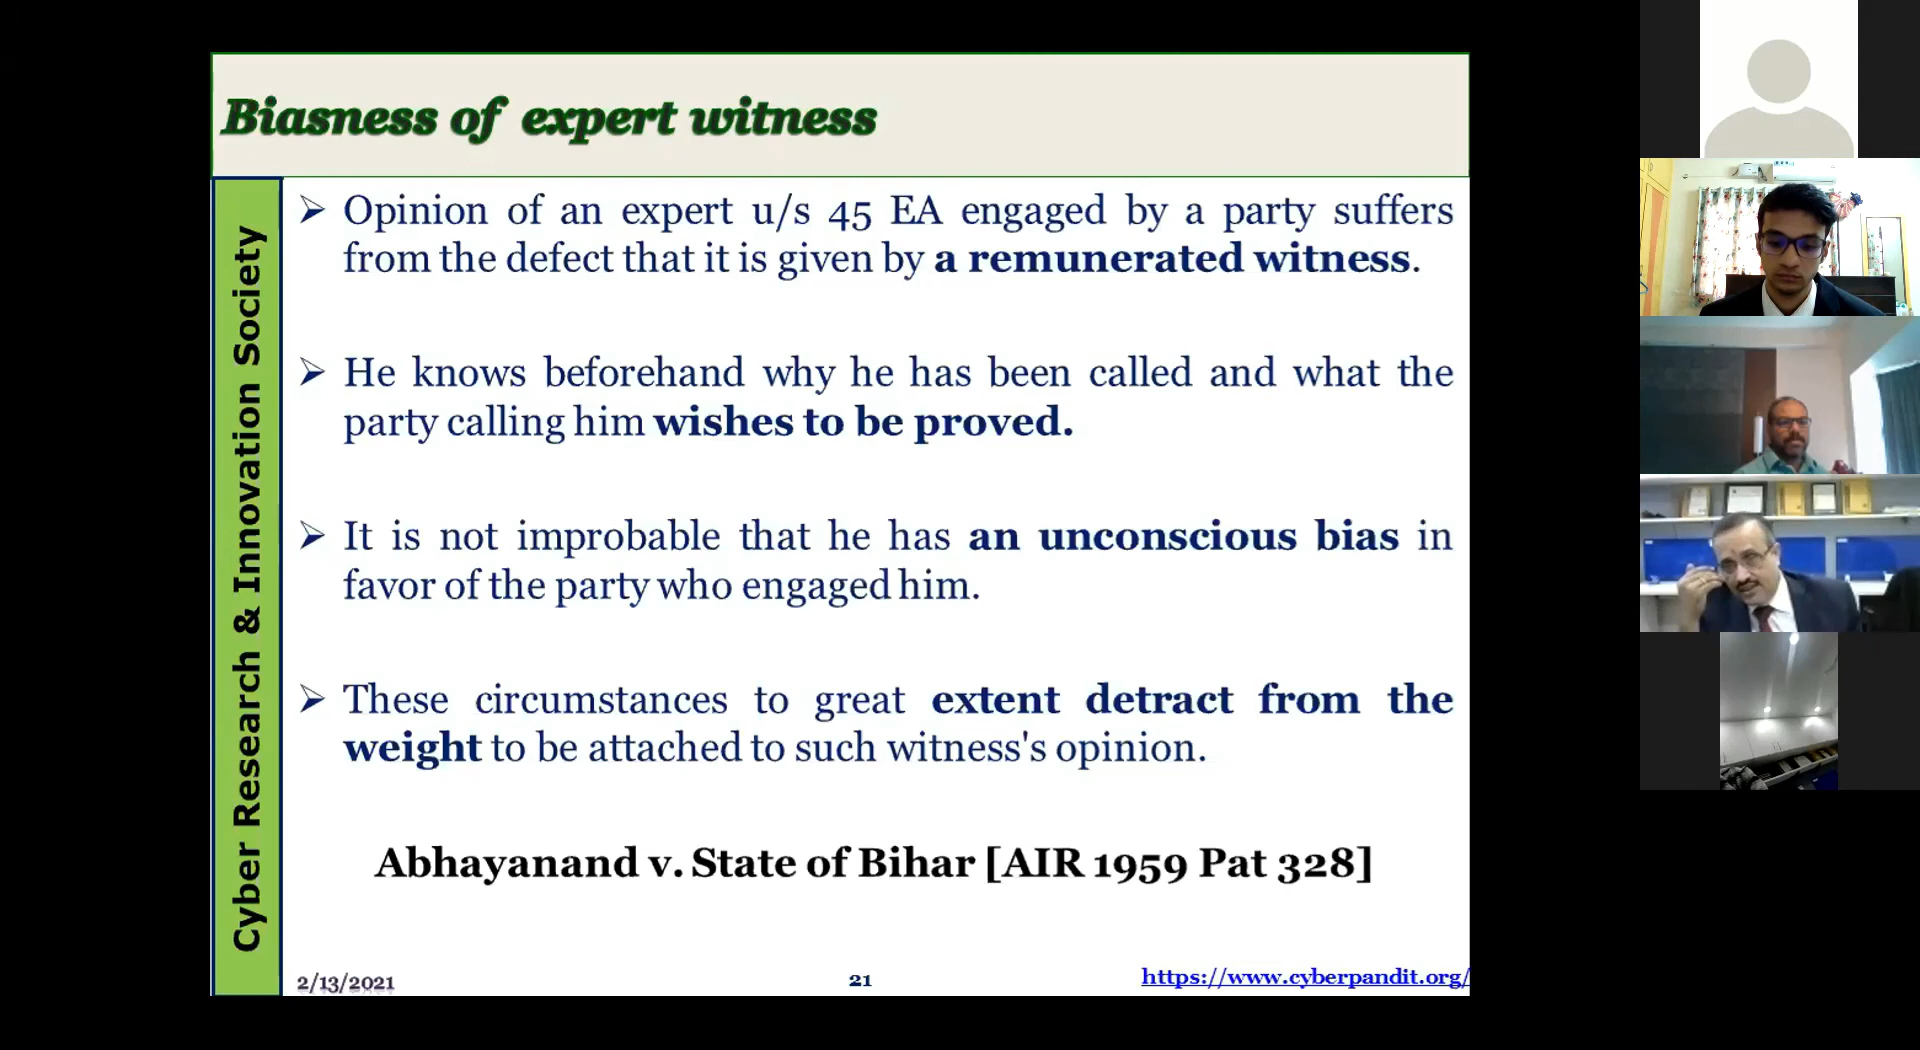 Biasness of expert witness
Cyber Research & Innovation Society
➢ Opinion of an expert u/s 45 EA engaged by a party suffers
from the defect that it is given by a remunerated witness.
➢ He knows beforehand why he has been called and what the
party calling him wishes to be proved.
➢ It is not improbable that he has an unconscious bias in
favor of the party who engaged him.
➢ These circumstances to great extent detract from the
weight to be attached to such witness's opinion.
Abhayanand v. State of Bihar [AIR 1959 Pat 328]
2/13/2021
21
https://www.cyberpandit.org/